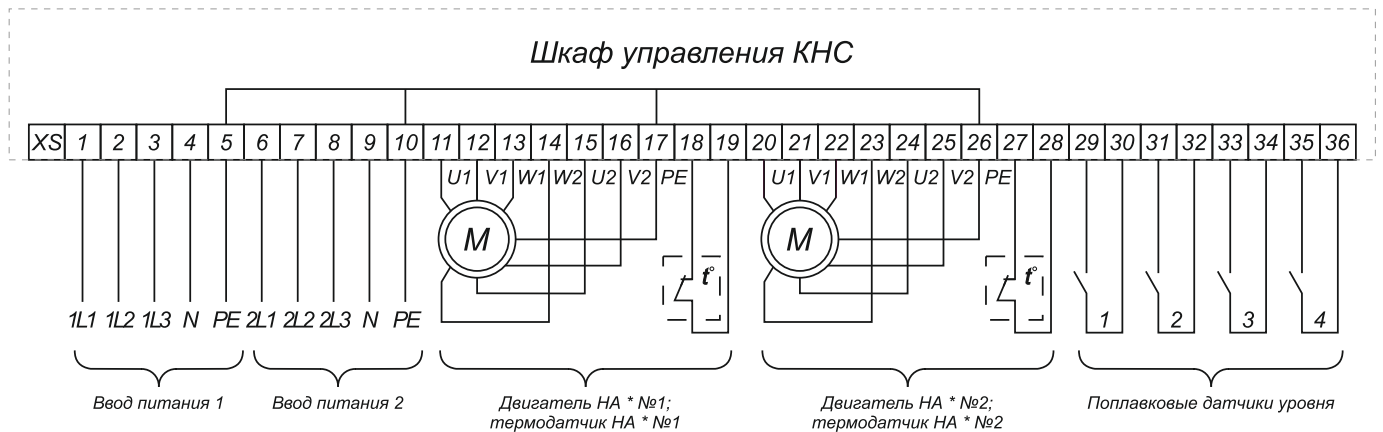 Шкаф управления КНС
XS 1 2 3 4 5 6 7 8 9 10 11 12 13 14 15 16 17 18 19 20 21 22 23 24 25 26 27 28 29 30 31 32 33 34 35 36
U1 V1 W1 W2 U2 V2 PE U1 V1 W1 W2 U2 V2 PE
M M
t° t°
1L1 1L2 1L3 N PE 2L1 2L2 2L3 N PE 1 2 3 4
Ввод питания 1 Ввод питания 2 Двигатель НА * №1; Двигатель НА * №2; Поплавковые датчики уровня
термодатчик НА * №1 термодатчик НА * №2